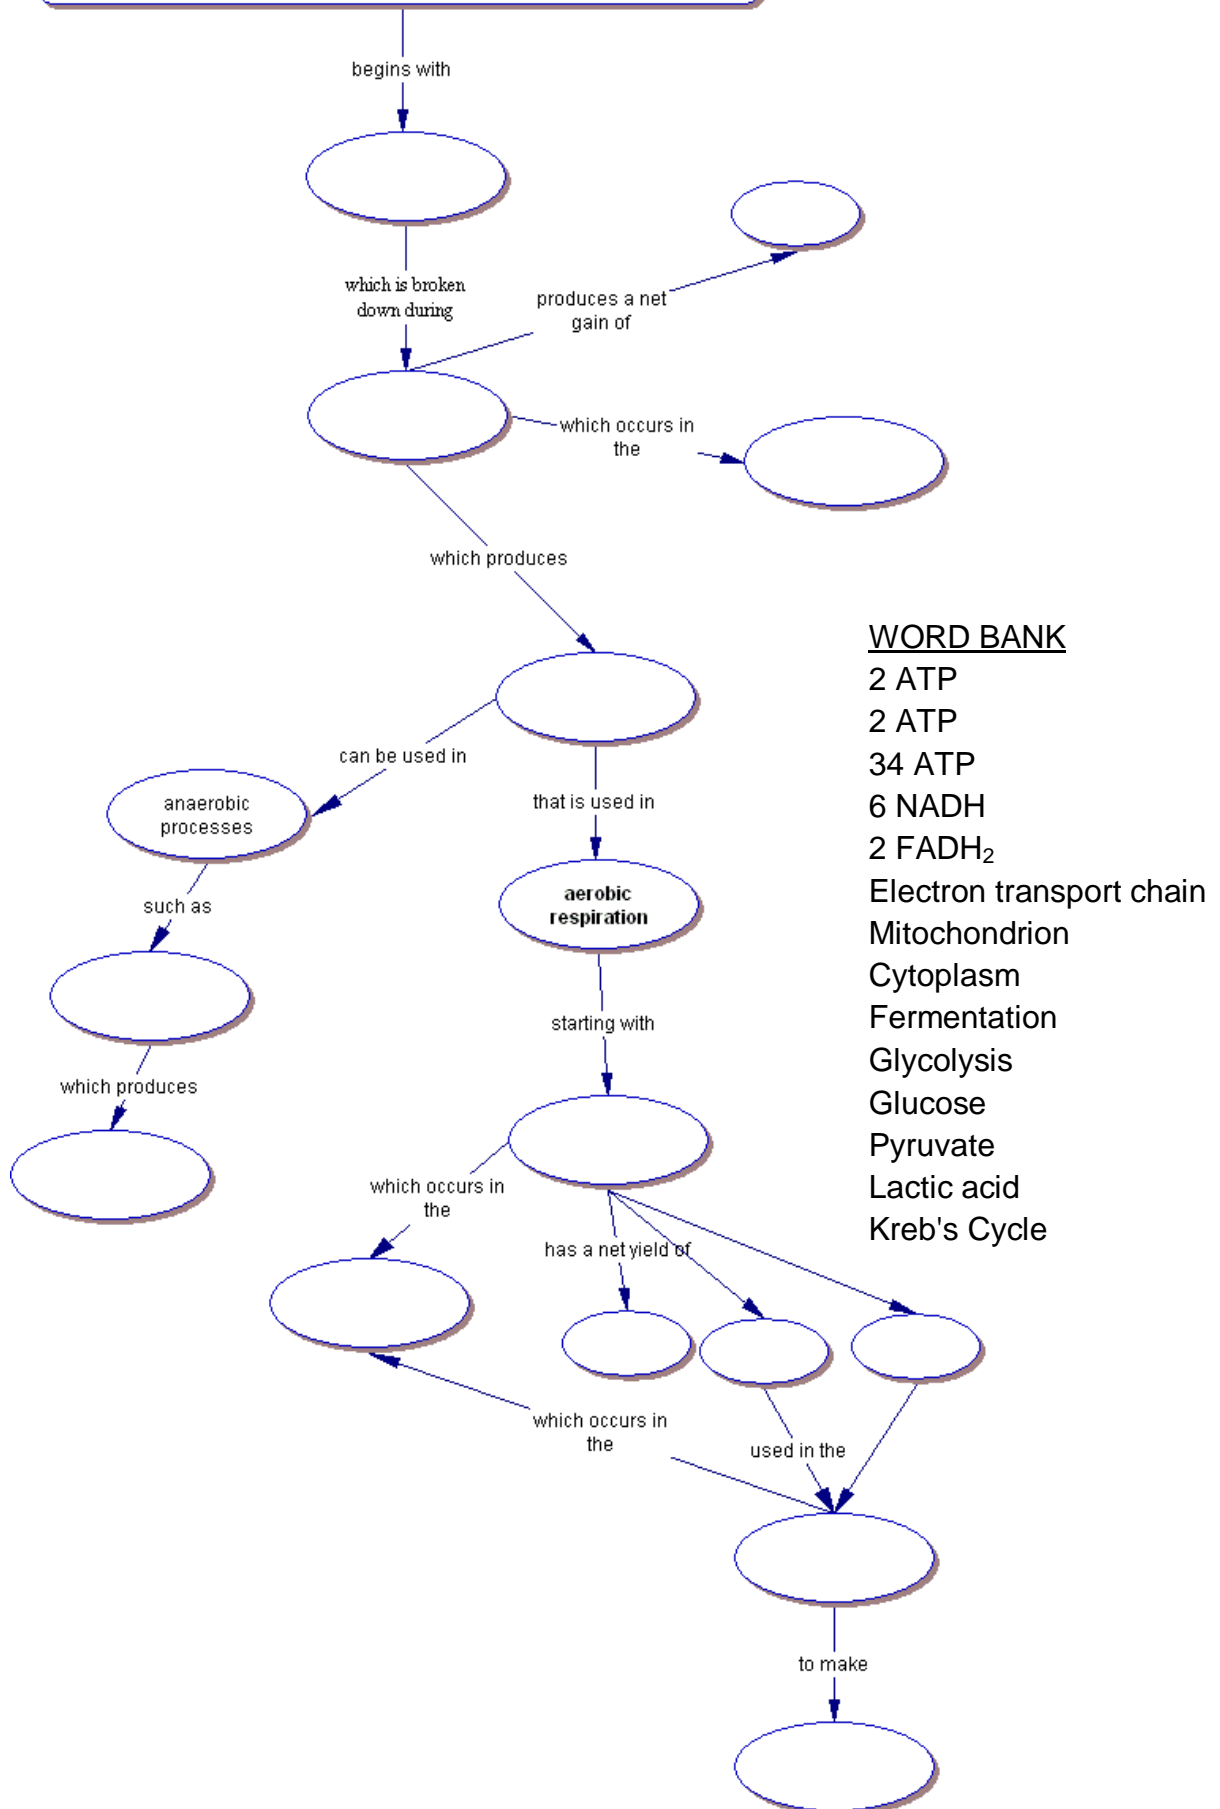 begins with
which is broken
down during
produces a net
gain of
which occurs in
the
which produces
can be used in
that is used in
anaerobic
processes
such as
aerobic
respiration
which produces
starting with
which occurs in
the
has a net yield of
which occurs in
the
used in the
to make
WORD BANK
2 ATP
2 ATP
34 ATP
6 NADH
2 FADH₂
Electron transport chain
Mitochondrion
Cytoplasm
Fermentation
Glycolysis
Glucose
Pyruvate
Lactic acid
Kreb's Cycle